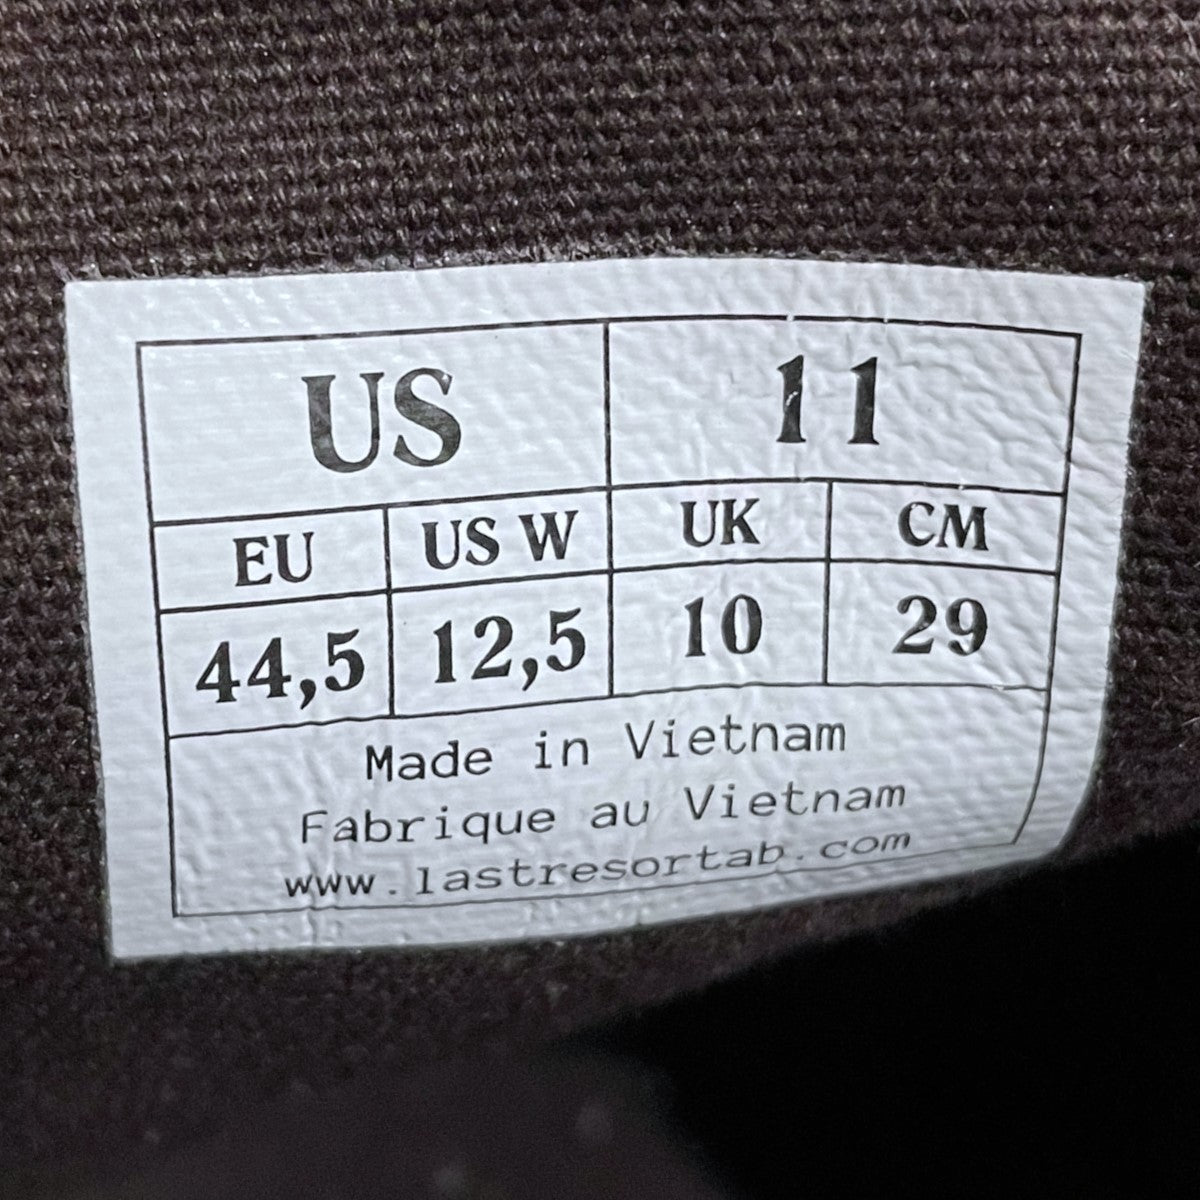 US 11
EU US W UK CM
44,5 12,5 10 29
Made in Vietnam
Fabrique au Vietnam
www.lastresortab.com